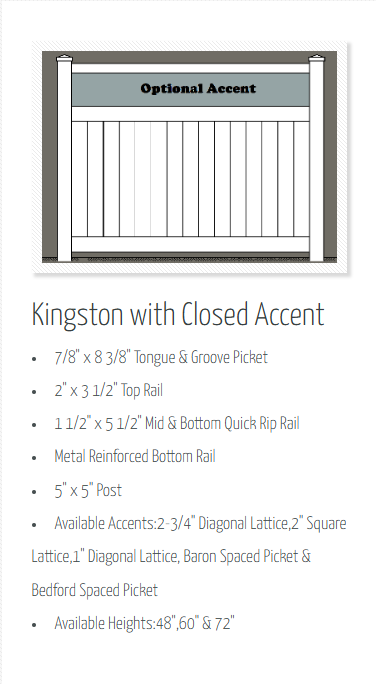 Optional Accent
Kingston with Closed Accent
• 7/8" x 8 3/8" Tongue & Groove Picket
• 2" x 3 1/2" Top Rail
• 1 1/2" x 5 1/2" Mid & Bottom Quick Rip Rail
• Metal Reinforced Bottom Rail
• 5" x 5" Post
• Available Accents:2-3/4" Diagonal Lattice,2" Square
Lattice,1" Diagonal Lattice, Baron Spaced Picket &
Bedford Spaced Picket
• Available Heights:48",60" & 72"